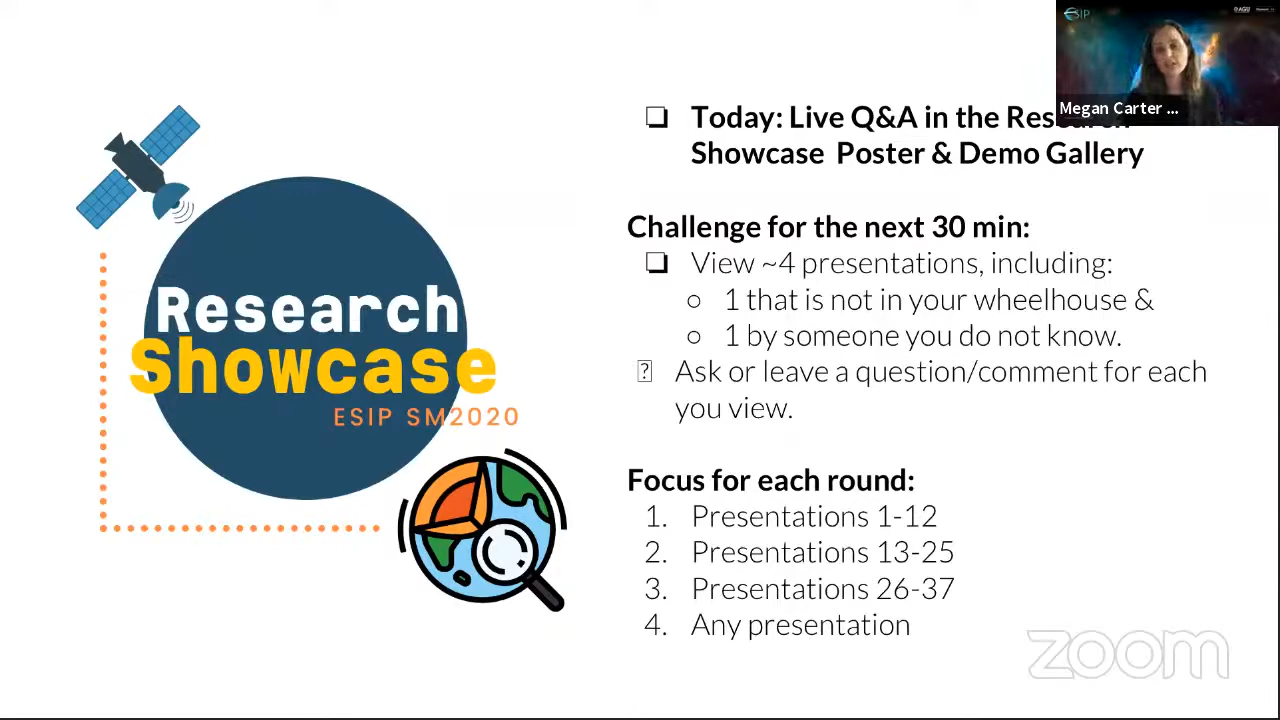 ESIP
AGU
Megan Carter ...
❏ Today: Live Q&A in the Research
Showcase Poster & Demo Gallery
Challenge for the next 30 min:
❏ View ~4 presentations, including:
○ 1 that is not in your wheelhouse &
○ 1 by someone you do not know.
Ask or leave a question/comment for each
you view.
Focus for each round:
1. Presentations 1-12
2. Presentations 13-25
3. Presentations 26-37
4. Any presentation
Research
Showcase
ESIP SM2020
zoom